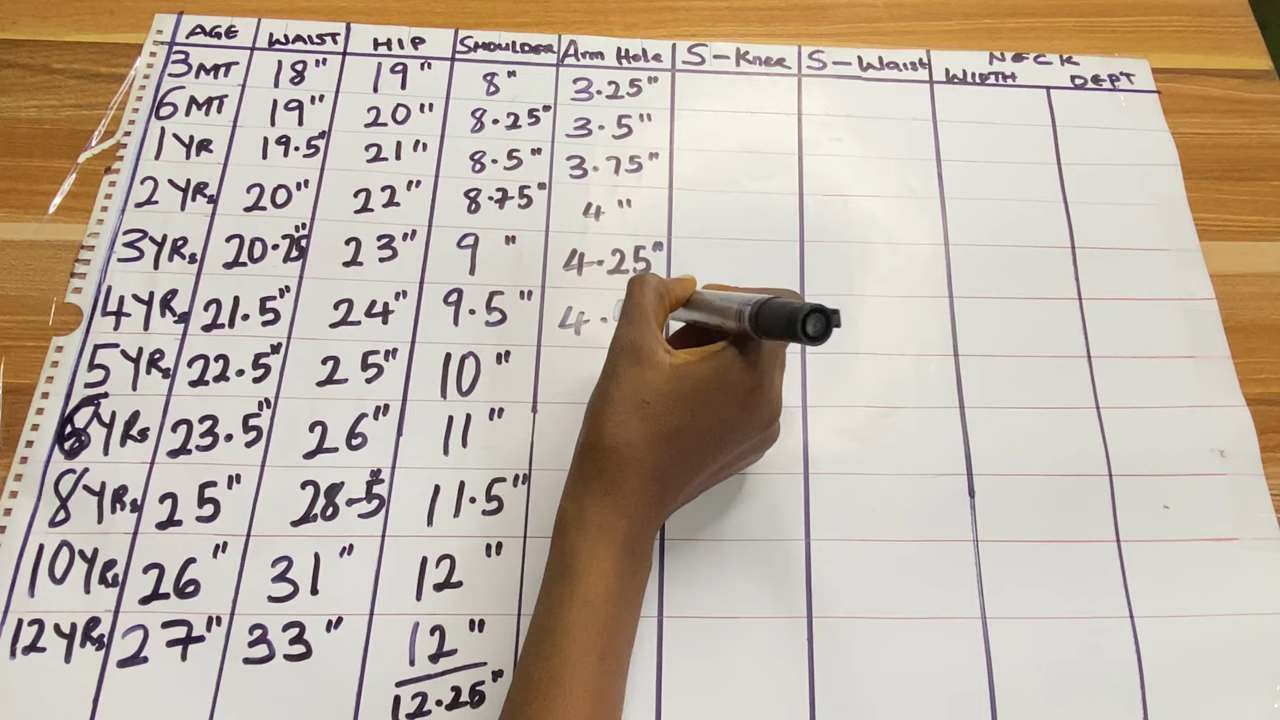 AGE WAIST HIP SHOULDER Arm Hole S-Knee S-Waist NECK
WIDTH DEPT
3MT 18" 19" 8" 3.25"
6MT 19" 20" 8.25" 3.5"
1YR 19.5" 21" 8.5" 3.75"
2YRs 20" 22" 8.75" 4"
3YRs 20.25" 23" 9" 4.25"
4YRs 21.5" 24" 9.5" 4.
5YRs 22.5" 25" 10"
6YRs 23.5" 26" 11"
8YRs 25" 28.5" 11.5"
10YRs 26" 31" 12"
12YRs 27" 33" 12"
12.25"